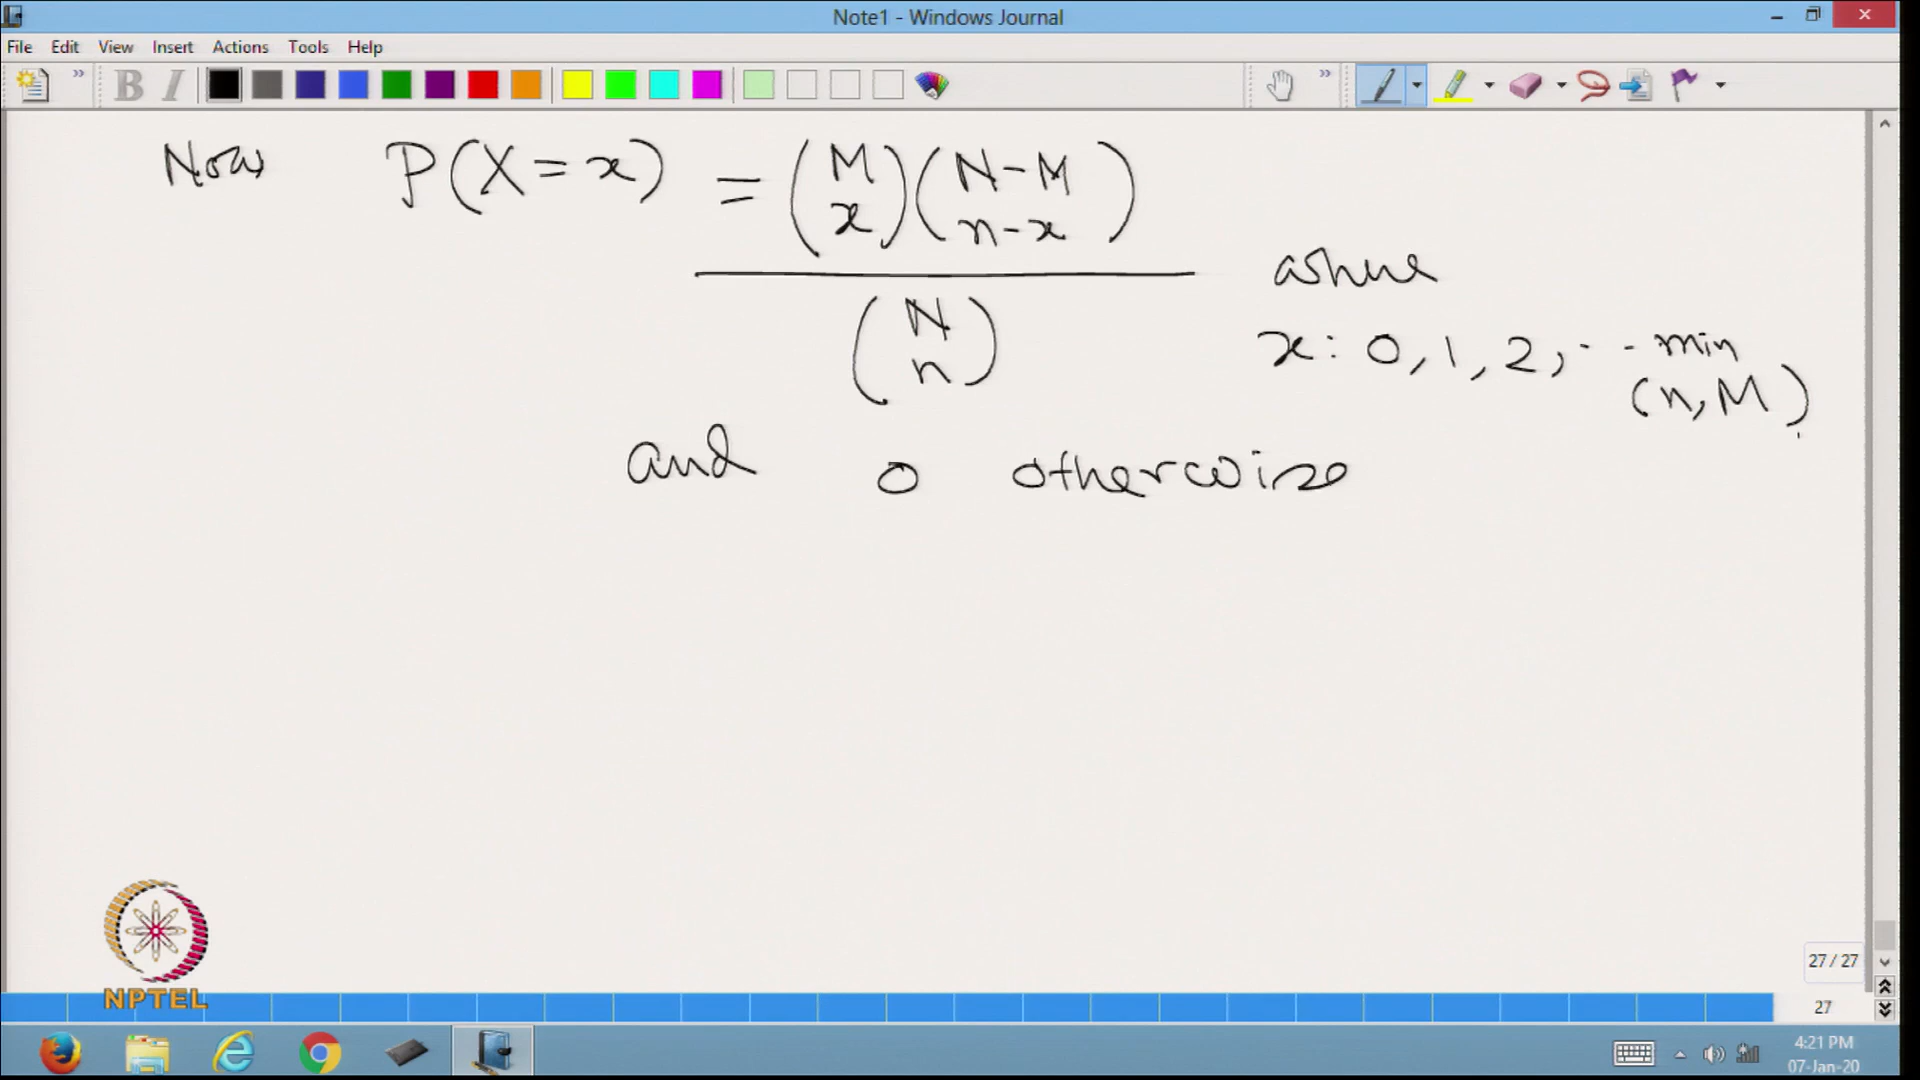 Note1 - Windows Journal
File Edit View Insert Actions Tools Help
B I
Now P(X = x) = (M x)(N-M n-x)
(N n)
where
x: 0, 1, 2, ... min
(n, M)
and 0 otherwise
27 / 27
NPTEL
27
4:21 PM
07-Jan-20